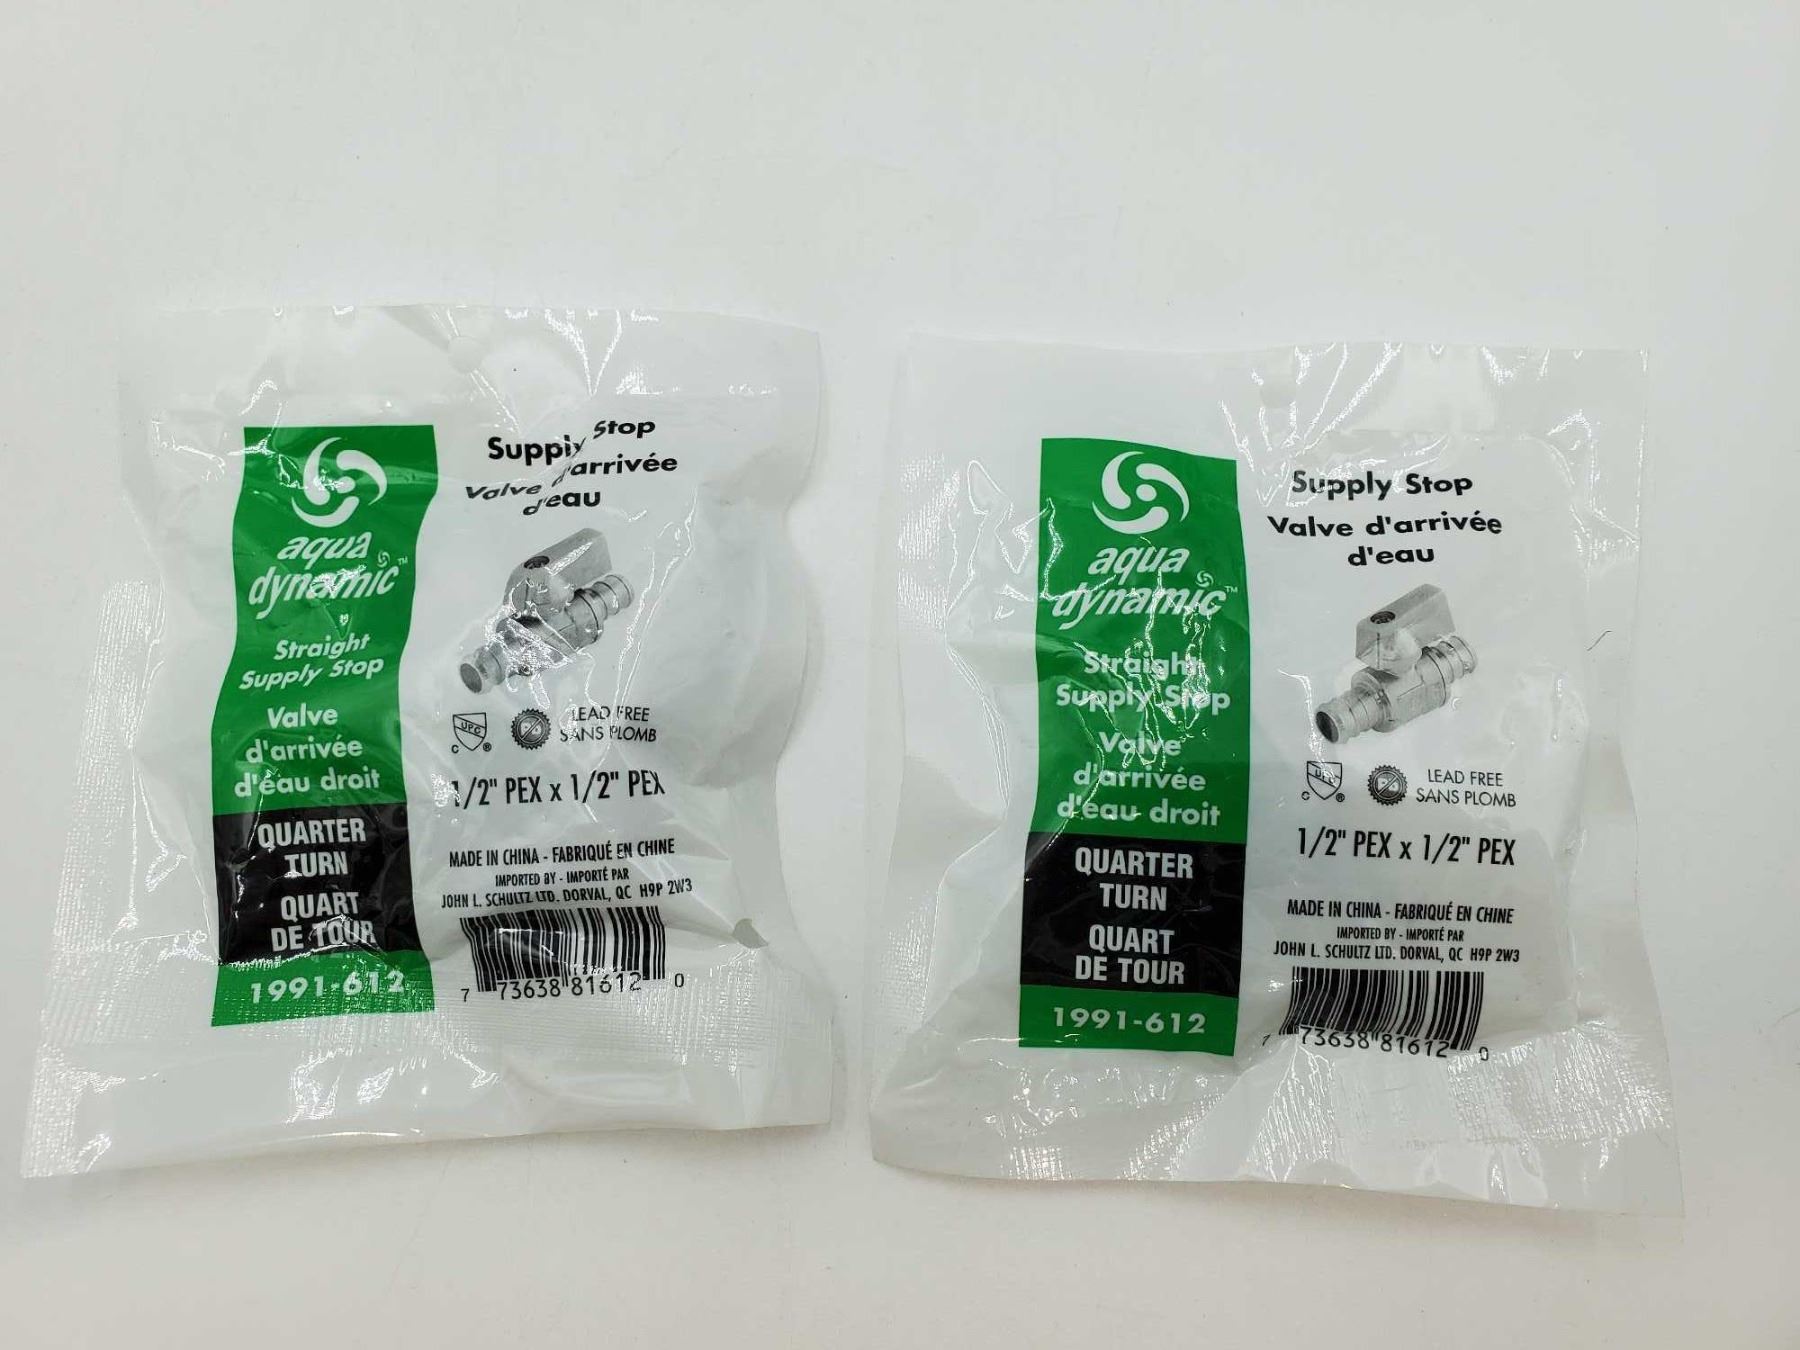 aqua
dynamic™
Straight
Supply Stop
Valve
d'arrivée
d'eau droit
QUARTER
TURN
QUART
DE TOUR
1991-612
Supply Stop
Valve d'arrivée
d'eau
UPC
C ®
LEAD FREE
SANS PLOMB
1/2" PEX x 1/2" PEX
MADE IN CHINA - FABRIQUÉ EN CHINE
IMPORTED BY - IMPORTÉ PAR
JOHN L. SCHULTZ LTD. DORVAL, QC H9P 2W3
7 73638 81612 0
aqua
dynamic™
Straight
Supply Stop
Valve
d'arrivée
d'eau droit
QUARTER
TURN
QUART
DE TOUR
1991-612
Supply Stop
Valve d'arrivée
d'eau
UPC
C ®
LEAD FREE
SANS PLOMB
1/2" PEX x 1/2" PEX
MADE IN CHINA - FABRIQUÉ EN CHINE
IMPORTED BY - IMPORTÉ PAR
JOHN L. SCHULTZ LTD. DORVAL, QC H9P 2W3
7 73638 81612 0